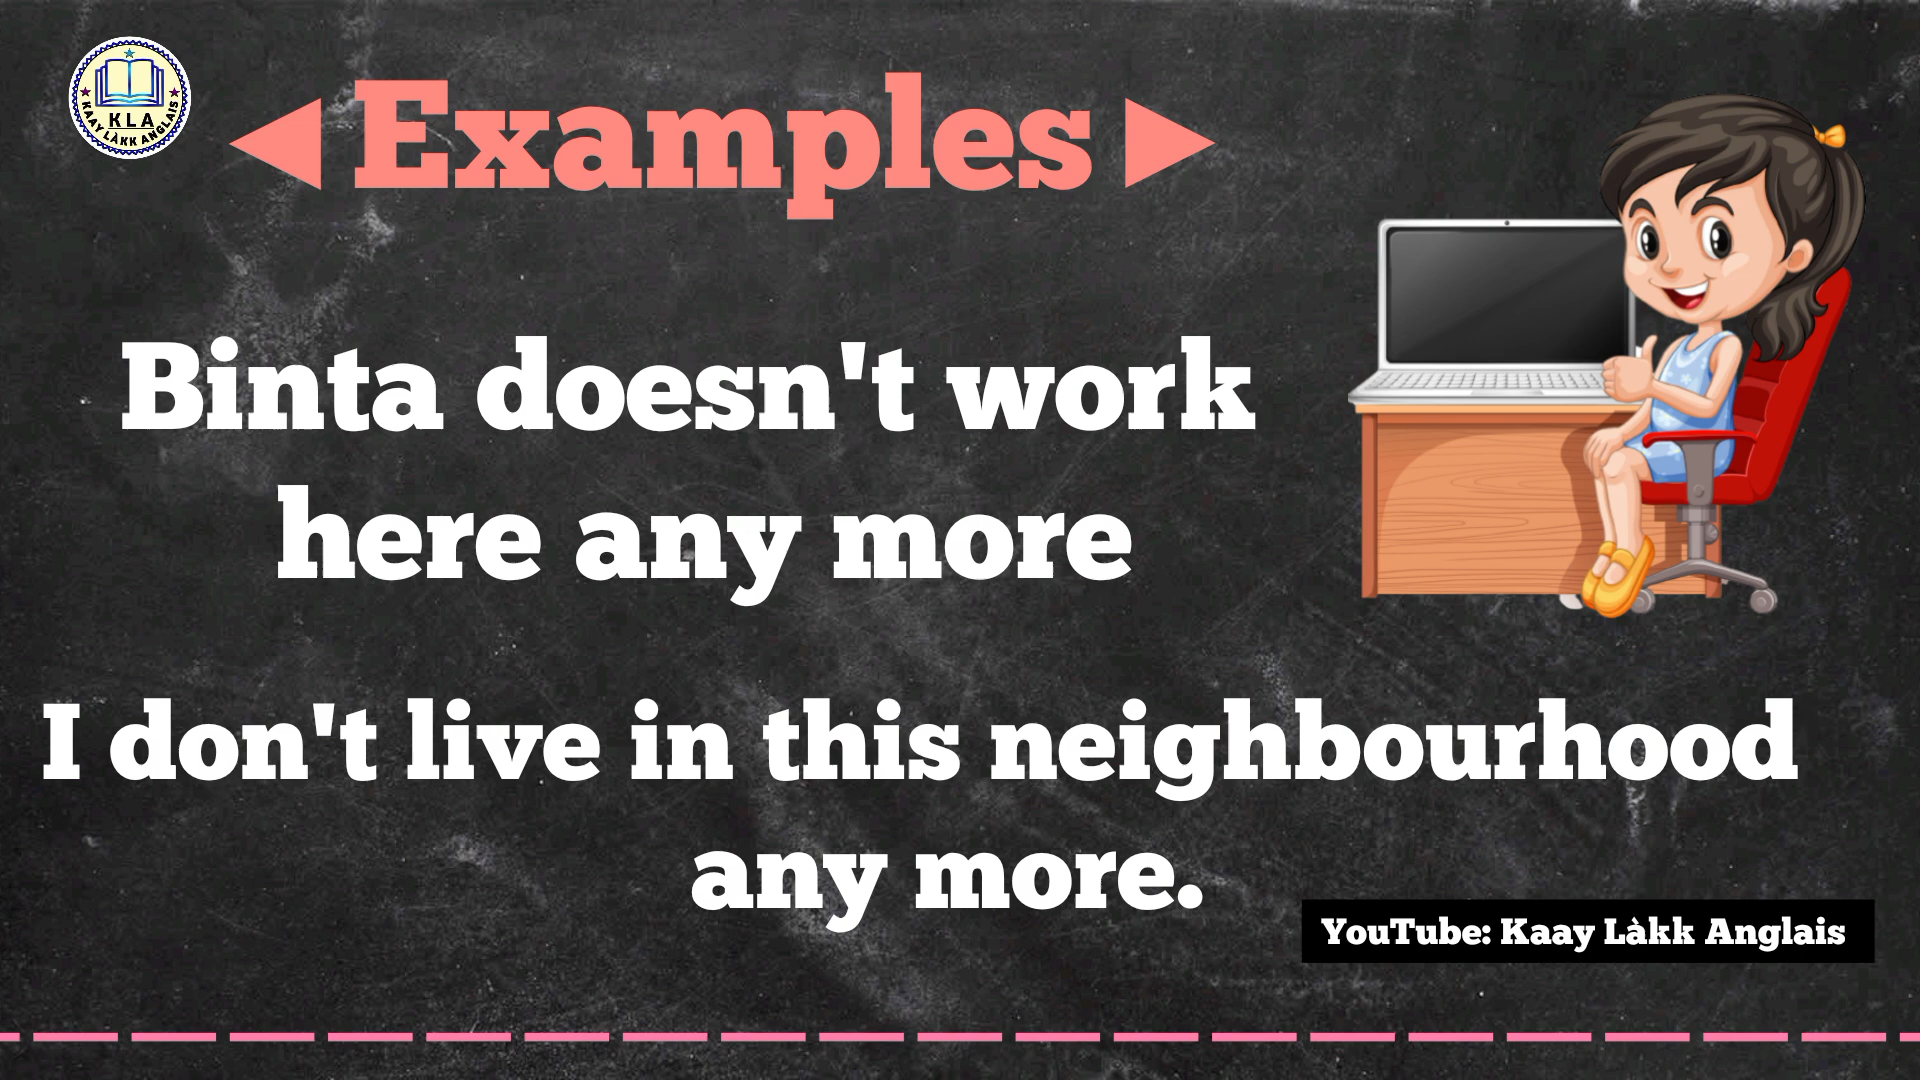 KLA
KAAY LÀKK ANGLAIS
Examples
Binta doesn't work
here any more
I don't live in this neighbourhood
any more.
YouTube: Kaay Làkk Anglais